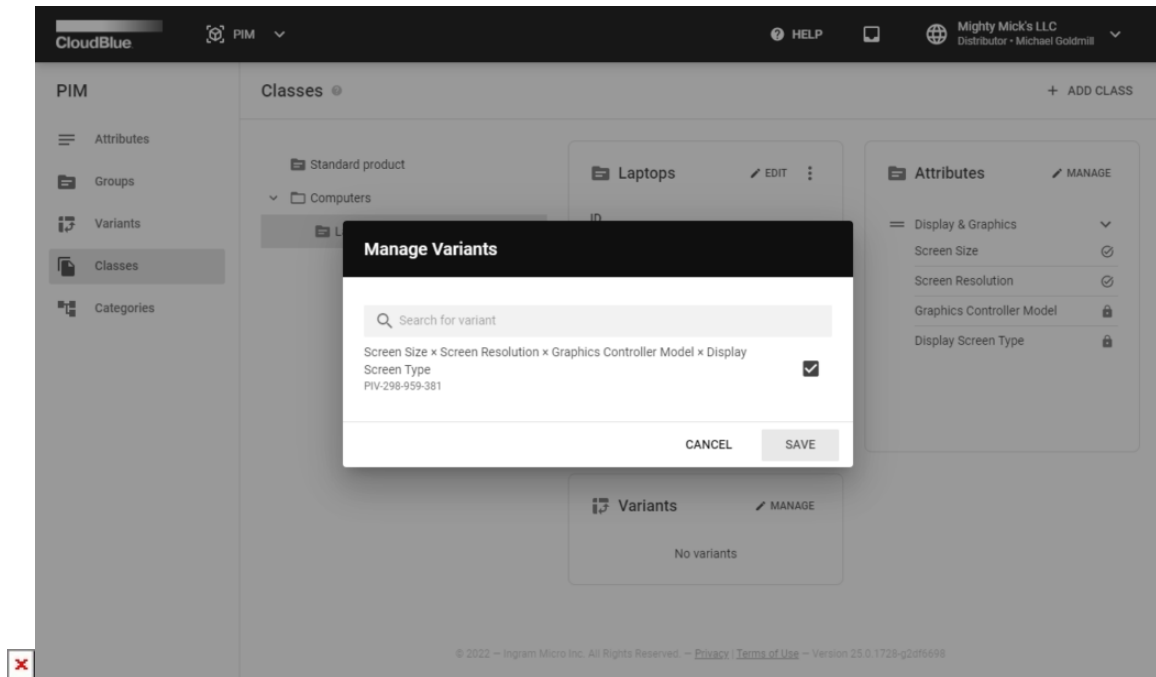 CloudBlue
PIM
HELP
Mighty Mick's LLC
Distributor • Michael Goldmill
PIM
Classes
+ ADD CLASS
Attributes
Groups
Variants
Classes
Categories
Standard product
Computers
L
Laptops
EDIT
ID
Attributes
MANAGE
Display & Graphics
Screen Size
Screen Resolution
Graphics Controller Model
Display Screen Type
Manage Variants
Search for variant
Screen Size × Screen Resolution × Graphics Controller Model × Display
Screen Type
PIV-298-959-381
CANCEL
SAVE
Variants
MANAGE
No variants
© 2022 – Ingram Micro Inc. All Rights Reserved. – Privacy | Terms of Use – Version 25.0.1728-g2df6698